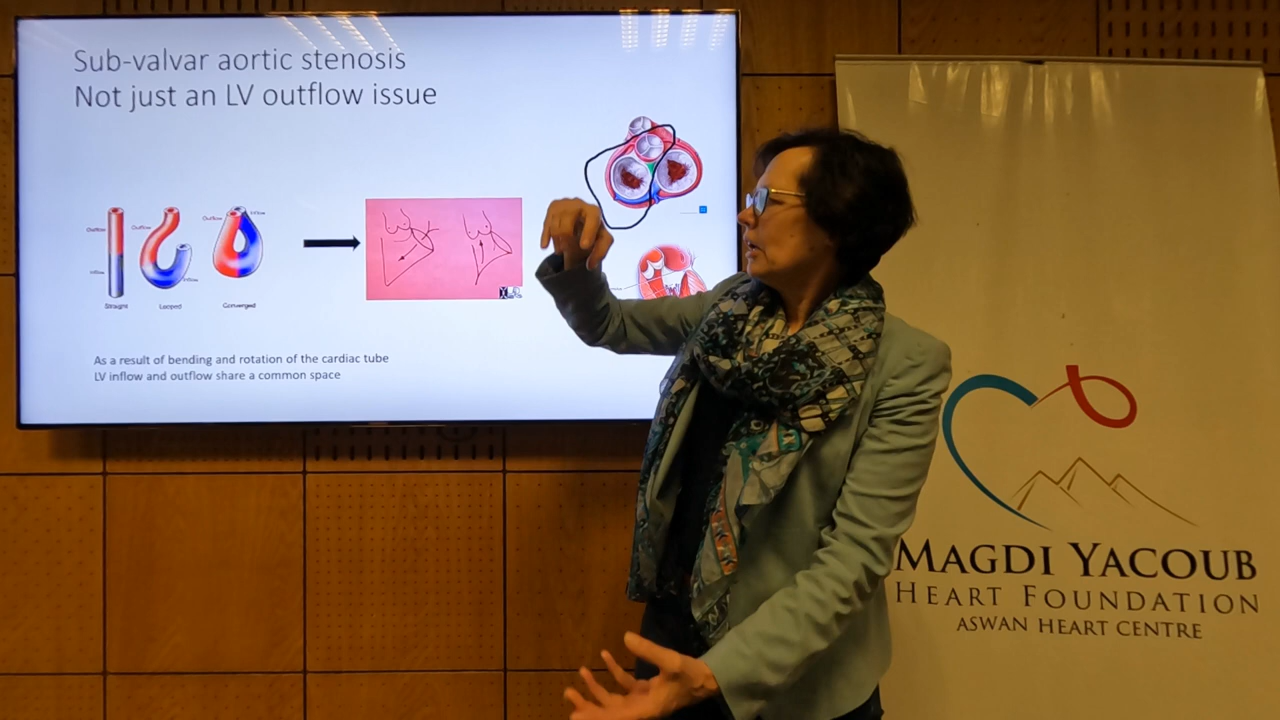 Sub-valvar aortic stenosis
Not just an LV outflow issue
Outflow
Inflow
Straight
Outflow
Inflow
Looped
Outflow
Inflow
Converged
As a result of bending and rotation of the cardiac tube
LV inflow and outflow share a common space
MAGDI YACOUB
HEART FOUNDATION
ASWAN HEART CENTRE